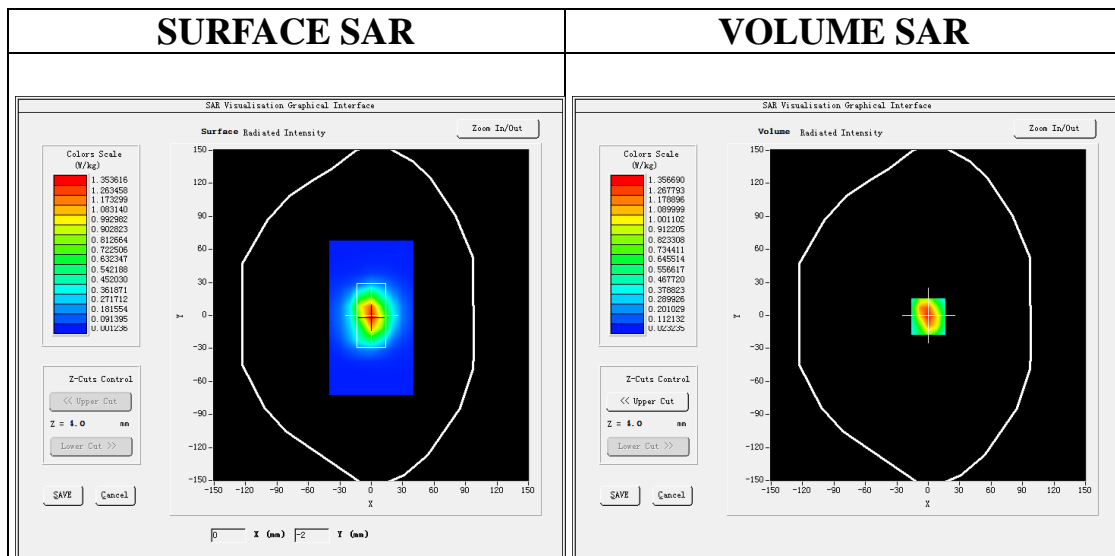 SURFACE SAR
VOLUME SAR
SAR Visualisation Graphical Interface
Surface Radiated Intensity
Zoom In/Out
Colors Scale
(W/kg)
1.353616
1.263458
1.173299
1.083140
0.992982
0.902823
0.812664
0.722506
0.632347
0.542188
0.452030
0.361871
0.271712
0.181554
0.091395
0.001236
150
120
90
60
30
0
-30
-60
-90
-120
-150
Y
-150 -120 -90 -60 -30 0 30 60 90 120 150
X
Z-Cuts Control
<< Upper Cut
Z = 4.0 mm
Lower Cut >>
SAVE Cancel
0 X (mm) -2 Y (mm)
SAR Visualisation Graphical Interface
Volume Radiated Intensity
Zoom In/Out
Colors Scale
(W/kg)
1.356690
1.267793
1.178896
1.089999
1.001102
0.912205
0.823308
0.734411
0.645514
0.556617
0.467720
0.378823
0.289926
0.201029
0.112132
0.023235
150
120
90
60
30
0
-30
-60
-90
-120
-150
Y
-150 -120 -90 -60 -30 0 30 60 90 120 150
X
Z-Cuts Control
<< Upper Cut
Z = 4.0 mm
Lower Cut >>
SAVE Cancel